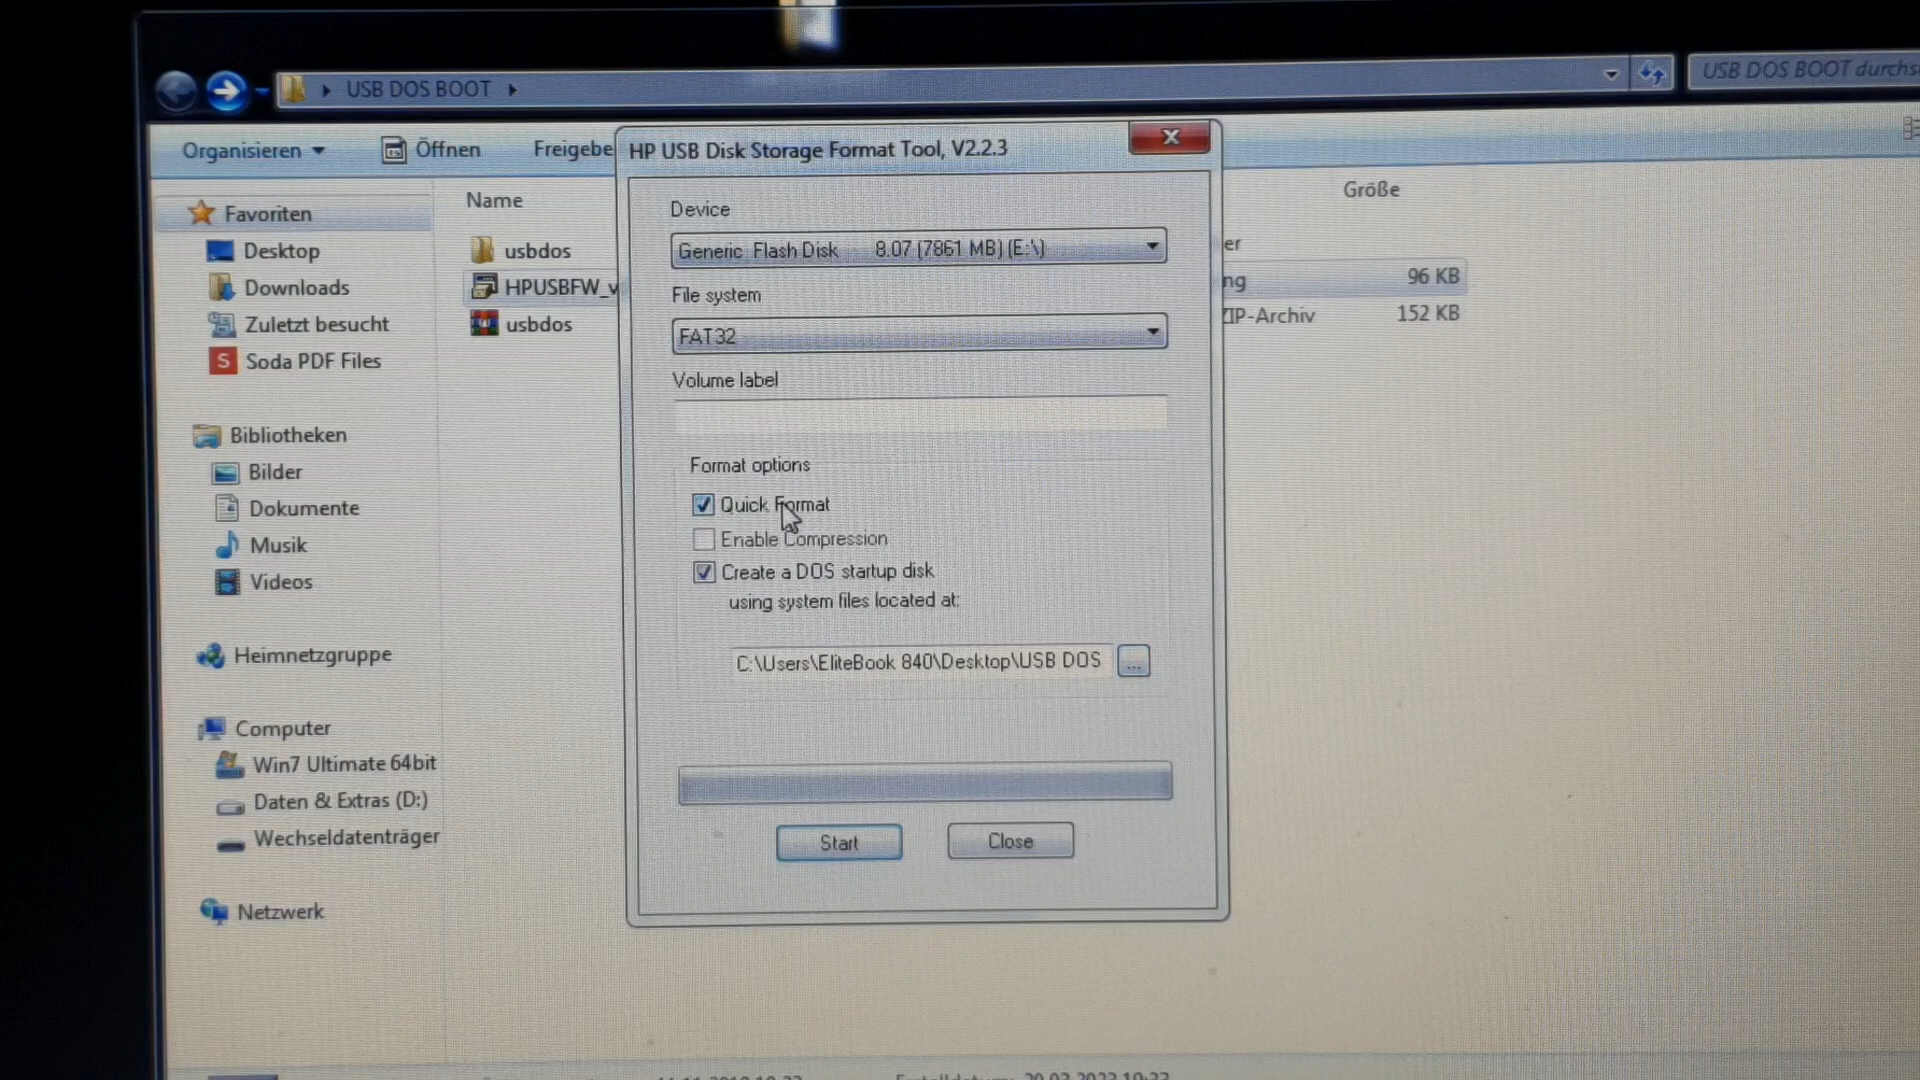 USB DOS BOOT
USB DOS BOOT durchs
Organisieren
Öffnen
Freigebe
HP USB Disk Storage Format Tool, V2.2.3
Name
Größe
Favoriten
Desktop
Downloads
Zuletzt besucht
Soda PDF Files
Bibliotheken
Bilder
Dokumente
Musik
Videos
Heimnetzgruppe
Computer
Win7 Ultimate 64bit
Daten & Extras (D:)
Wechseldatenträger
Netzwerk
usbdos
er
HPUSBFW_v
ng
96 KB
usbdos
ZIP-Archiv
152 KB
Device
Generic Flash Disk 8.07 (7861 MB) (E:\)
File system
FAT32
Volume label
Format options
Quick Format
Enable Compression
Create a DOS startup disk
using system files located at:
C:\Users\EliteBook 840\Desktop\USB DOS
...
Start
Close